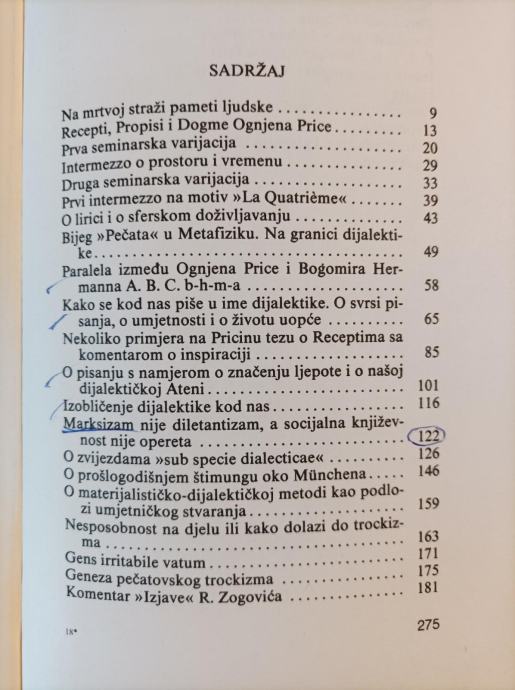 SADRŽAJ
Na mrtvoj straži pameti ljudske . . . . . . . . . . . . . . . . 9
Recepti, Propisi i Dogme Ognjena Price . . . . . . . . . 13
Prva seminarska varijacija . . . . . . . . . . . . . . . . . 20
Intermezzo o prostoru i vremenu . . . . . . . . . . . . . . 29
Druga seminarska varijacija . . . . . . . . . . . . . . . . 33
Prvi intermezzo na motiv »La Quatrième« . . . . . . . 39
O lirici i o sferskom doživljavanju . . . . . . . . . . . . . 43
Bijeg »Pečata« u Metafiziku. Na granici dijalekti-
ke . . . . . . . . . . . . . . . . . . . . . . . . . . . . . . . . 49
Paralela između Ognjena Price i Bogomira Her-
manna A. B. C. b-h-m-a . . . . . . . . . . . . . . . . . 58
Kako se kod nas piše u ime dijalektike. O svrsi pi-
sanja, o umjetnosti i o životu uopće . . . . . . . . . 65
Nekoliko primjera na Pricinu tezu o Receptima sa
komentarom o inspiraciji . . . . . . . . . . . . . . . . 85
O pisanju s namjerom o značenju ljepote i o našoj
dijalektičkoj Ateni . . . . . . . . . . . . . . . . . . . . . 101
Izobličenje dijalektike kod nas . . . . . . . . . . . . . . . 116
Marksizam nije diletantizam, a socijalna književ-
nost nije opereta . . . . . . . . . . . . . . . . . . . . . . 122
O zvijezdama »sub specie dialecticae« . . . . . . . . . . 126
O prošlogodišnjem štimungu oko Münchena . . . . . 146
O materijalističko-dijalektičkoj metodi kao podlo-
zi umjetničkog stvaranja . . . . . . . . . . . . . . . . . 159
Nesposobnost na djelu ili kako dolazi do trockiz-
ma . . . . . . . . . . . . . . . . . . . . . . . . . . . . . . . 163
Gens irritabile vatum . . . . . . . . . . . . . . . . . . . . . 171
Geneza pečatovskog trockizma . . . . . . . . . . . . . . 175
Komentar »Izjave« R. Zogovića . . . . . . . . . . . . . . 181
18* 275